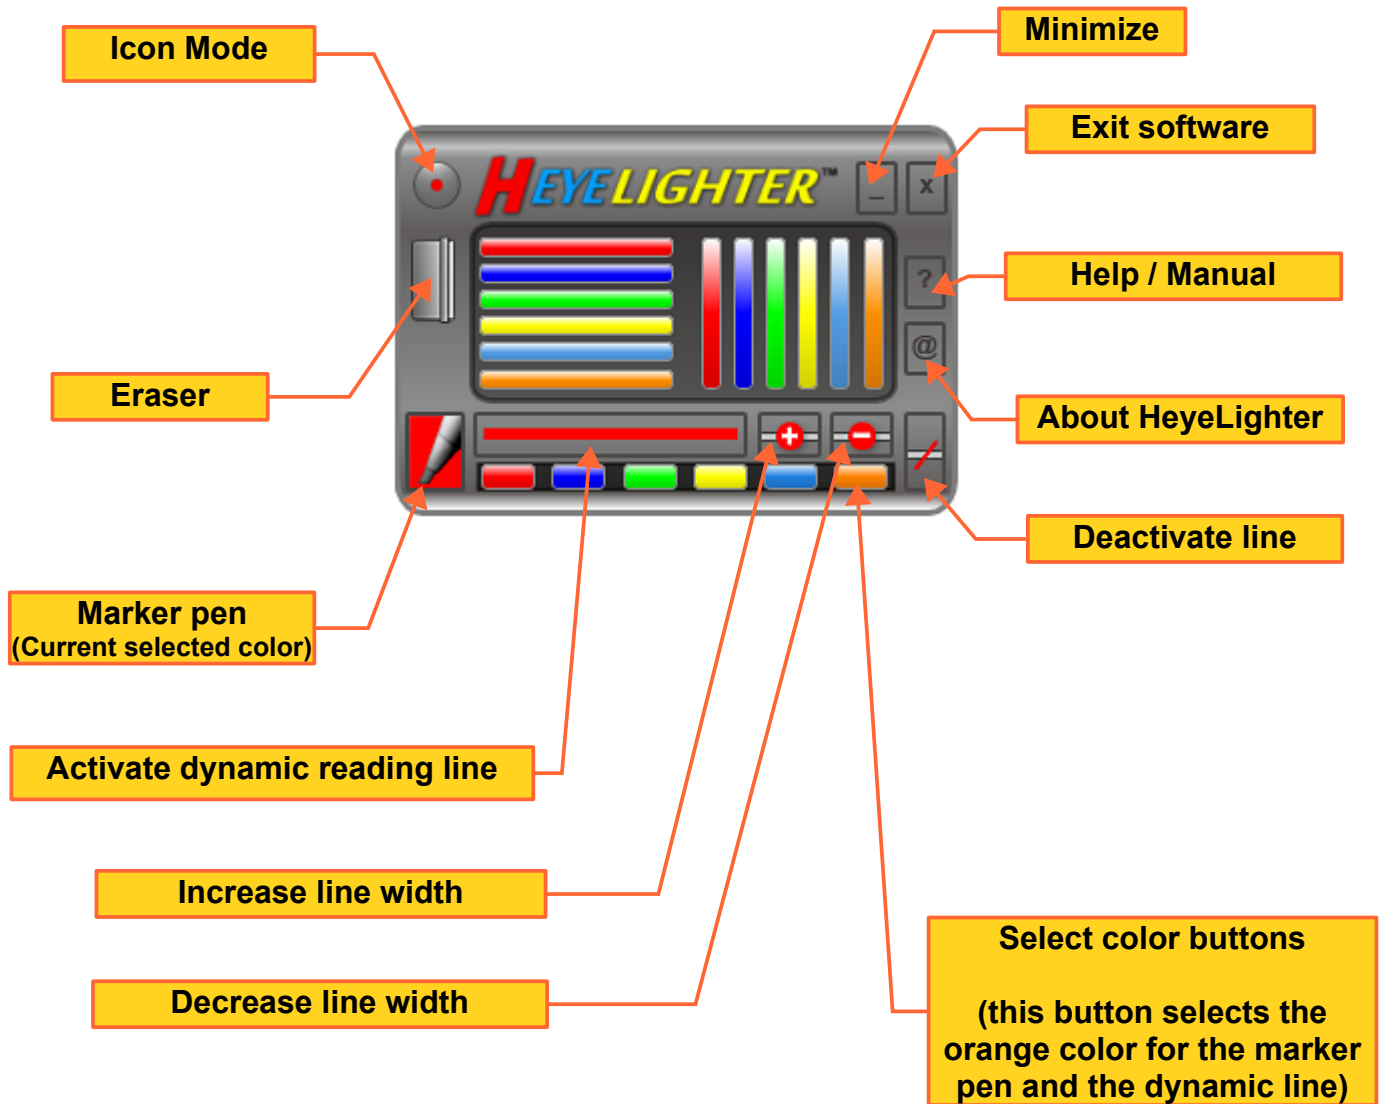 Icon Mode
Minimize
Exit software
HEYELIGHTER™
_
x
?
Help / Manual
@
Eraser
About HeyeLighter
Deactivate line
Marker pen
(Current selected color)
Activate dynamic reading line
Increase line width
Decrease line width
Select color buttons
(this button selects the
orange color for the marker
pen and the dynamic line)